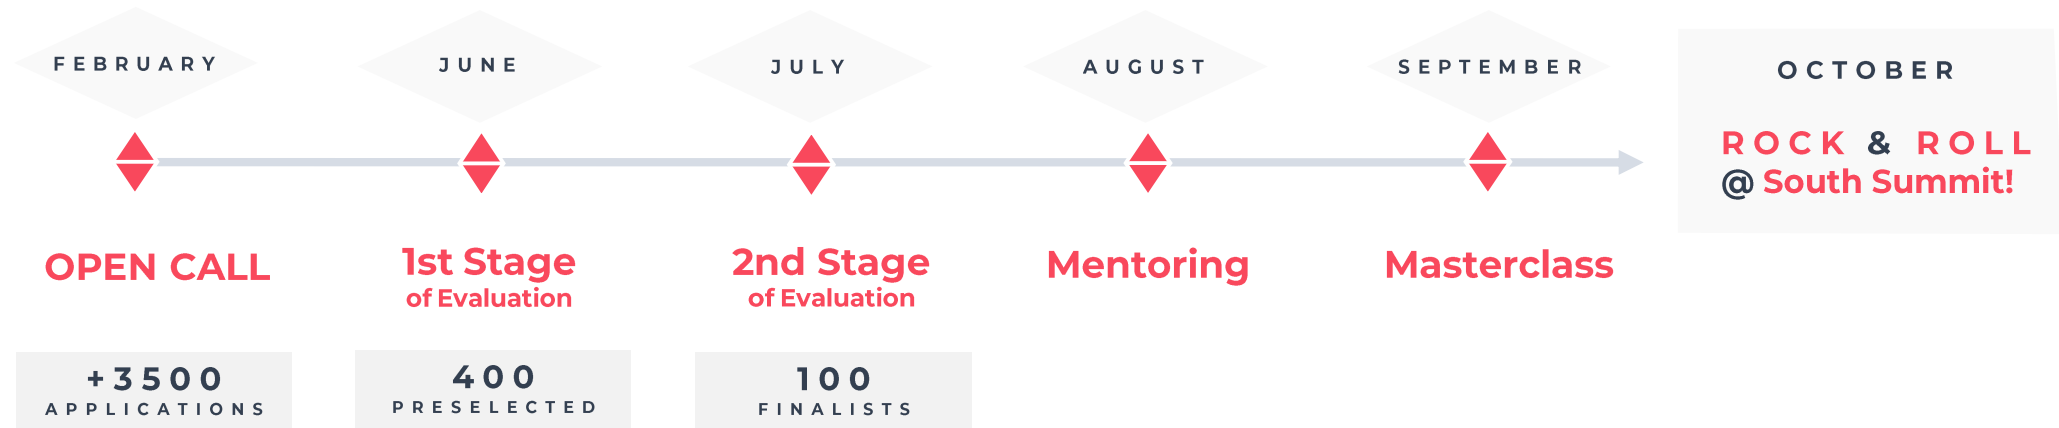 FEBRUARY
JUNE
JULY
AUGUST
SEPTEMBER
OCTOBER
ROCK & ROLL
@ South Summit!
OPEN CALL
1st Stage
of Evaluation
2nd Stage
of Evaluation
Mentoring
Masterclass
+3500
APPLICATIONS
400
PRESELECTED
100
FINALISTS